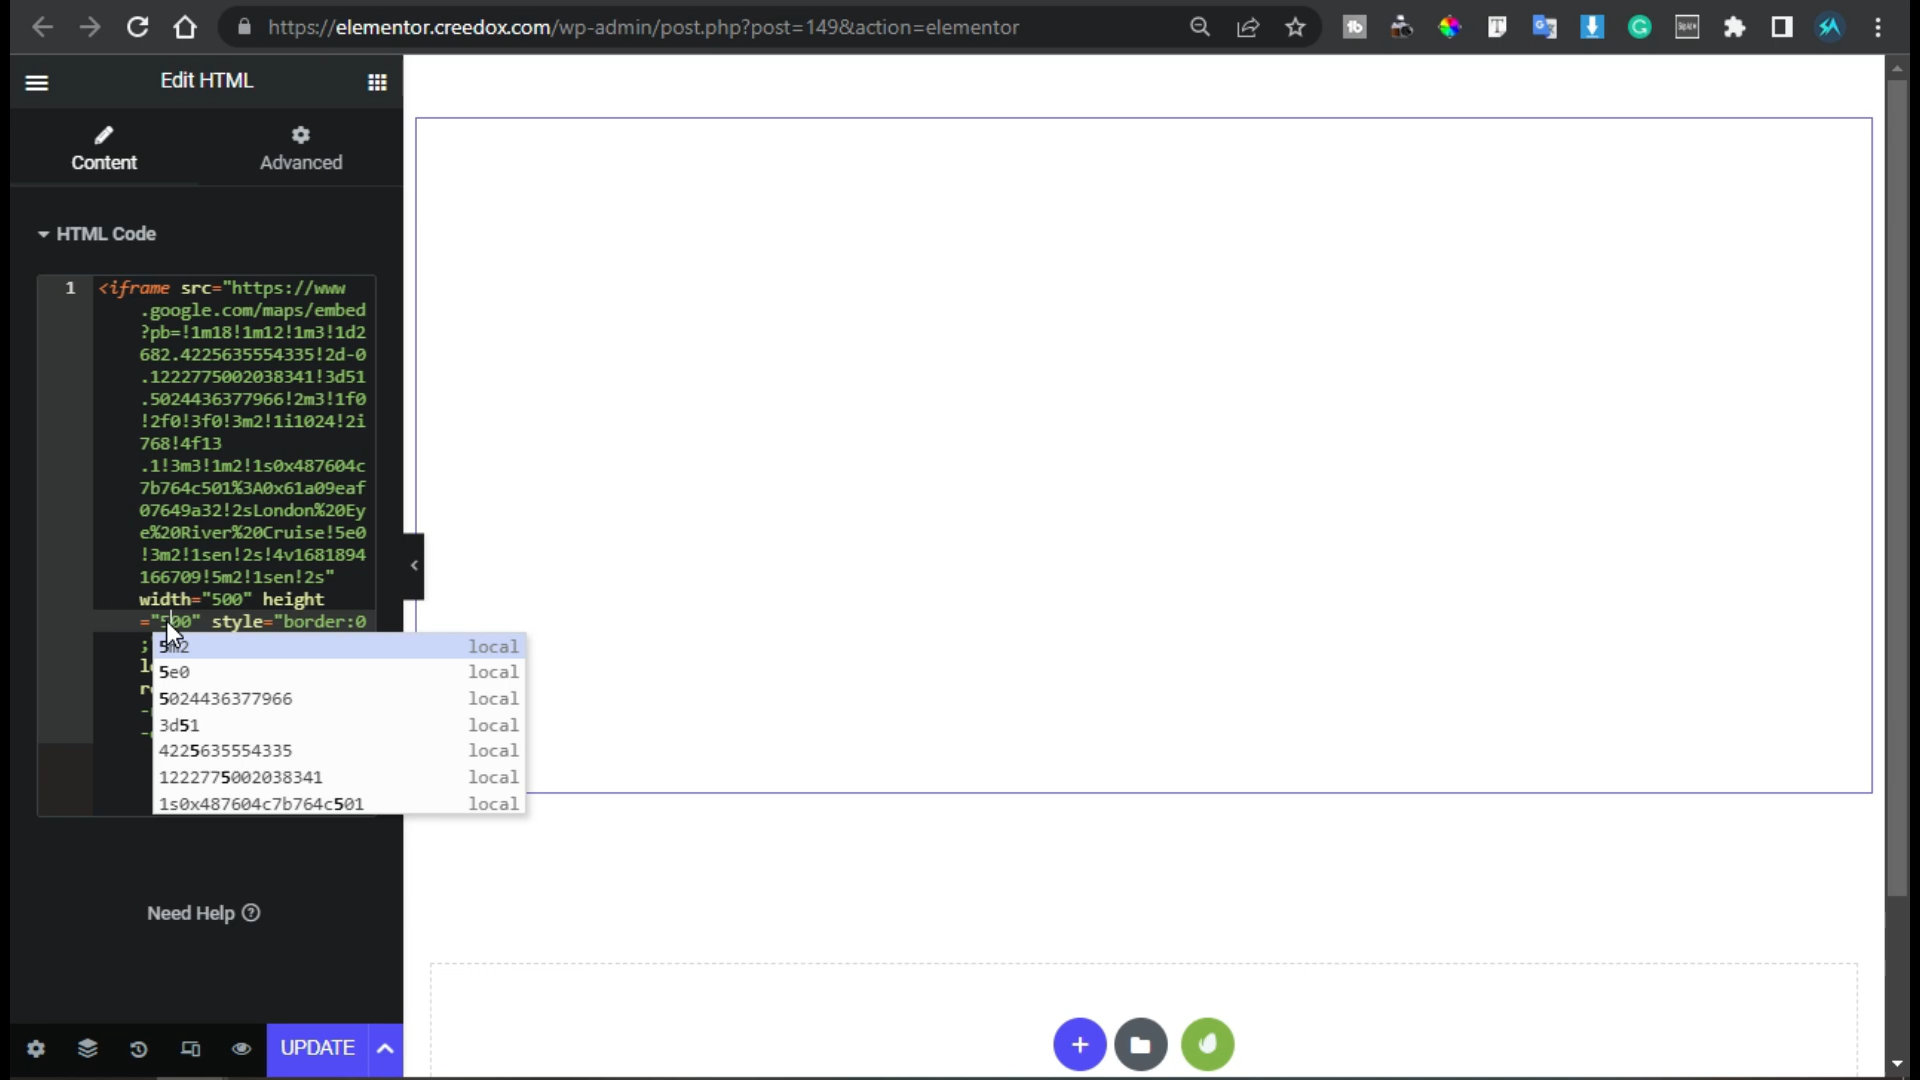 https://elementor.creedox.com/wp-admin/post.php?post=149&action=elementor
Edit HTML
Content
Advanced
HTML Code
1
<iframe src="https://www
.google.com/maps/embed
?pb=!1m18!1m12!1m3!1d2
682.4225635554335!2d-0
.1222775002038341!3d51
.5024436377966!2m3!1f0
!2f0!3f0!3m2!1i1024!2i
768!4f13
.1!3m3!1m2!1s0x487604c
7b764c501%3A0x61a09eaf
07649a32!2sLondon%20Ey
e%20River%20Cruise!5e0
!3m2!1sen!2s!4v1681894
166709!5m2!1sen!2s"
width="500" height
="500" style="border:0
;
5m2 local
5e0 local
5024436377966 local
3d51 local
4225635554335 local
1222775002038341 local
1s0x487604c7b764c501 local
Need Help
UPDATE